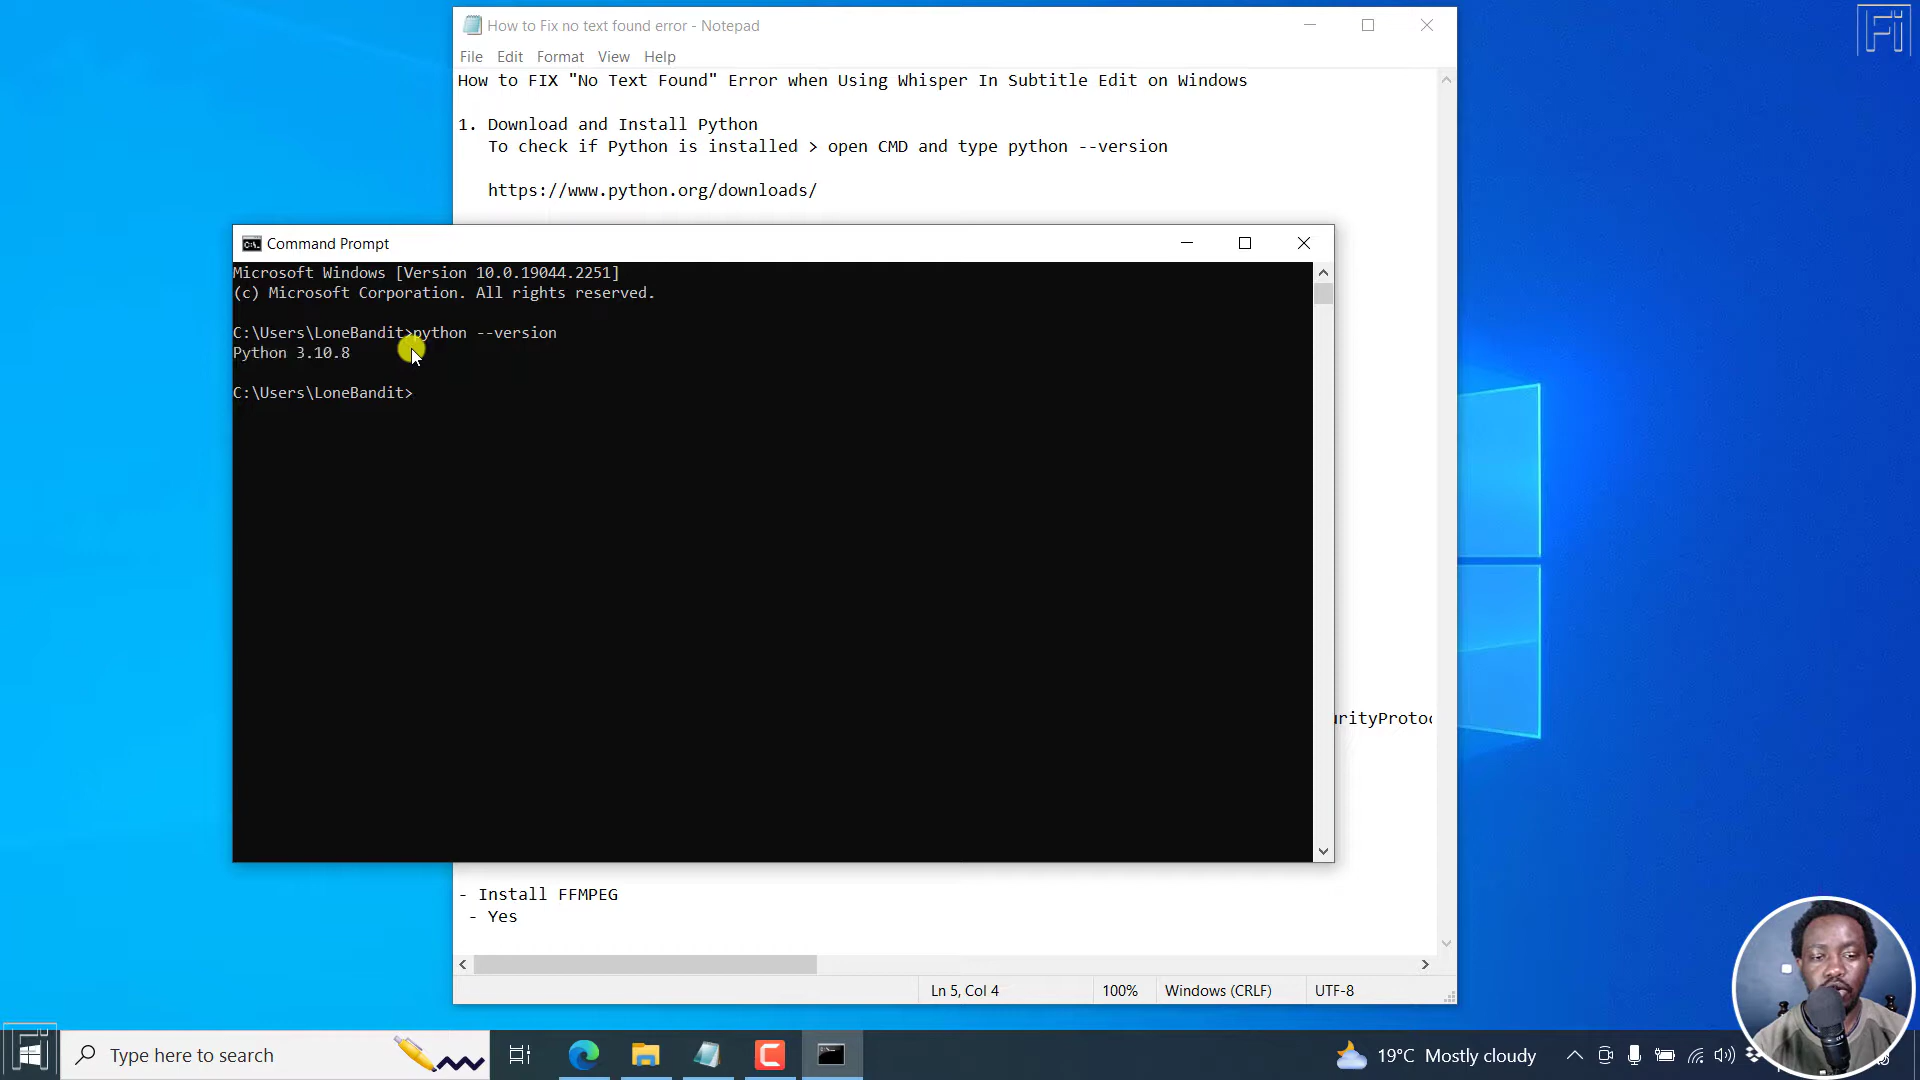 How to Fix no text found error - Notepad
File Edit Format View Help
How to FIX "No Text Found" Error when Using Whisper In Subtitle Edit on Windows
1. Download and Install Python
To check if Python is installed > open CMD and type python --version
https://www.python.org/downloads/
Command Prompt
Microsoft Windows [Version 10.0.19044.2251]
(c) Microsoft Corporation. All rights reserved.
C:\Users\LoneBandit>python --version
Python 3.10.8
C:\Users\LoneBandit>
- Install FFMPEG
- Yes
Ln 5, Col 4 100% Windows (CRLF) UTF-8
Type here to search
19°C Mostly cloudy
Fi
Fi